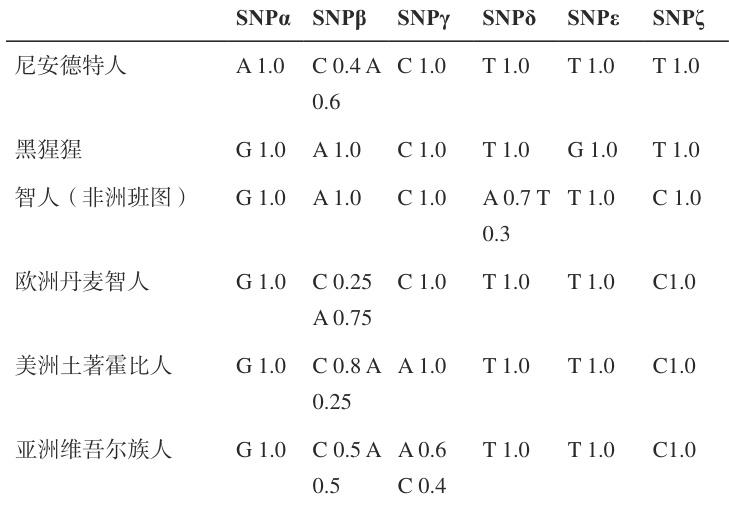 SNPα SNPβ SNPγ SNPδ SNPε SNPζ
尼安德特人 A 1.0 C 0.4 A C 1.0 T 1.0 T 1.0 T 1.0
0.6
黑猩猩 G 1.0 A 1.0 C 1.0 T 1.0 G 1.0 T 1.0
智人（非洲班图） G 1.0 A 1.0 C 1.0 A 0.7 T T 1.0 C 1.0
0.3
欧洲丹麦智人 G 1.0 C 0.25 C 1.0 T 1.0 T 1.0 C1.0
A 0.75
美洲土著霍比人 G 1.0 C 0.8 A A 1.0 T 1.0 T 1.0 C1.0
0.25
亚洲维吾尔族人 G 1.0 C 0.5 A A 0.6 T 1.0 T 1.0 C1.0
0.5 C 0.4